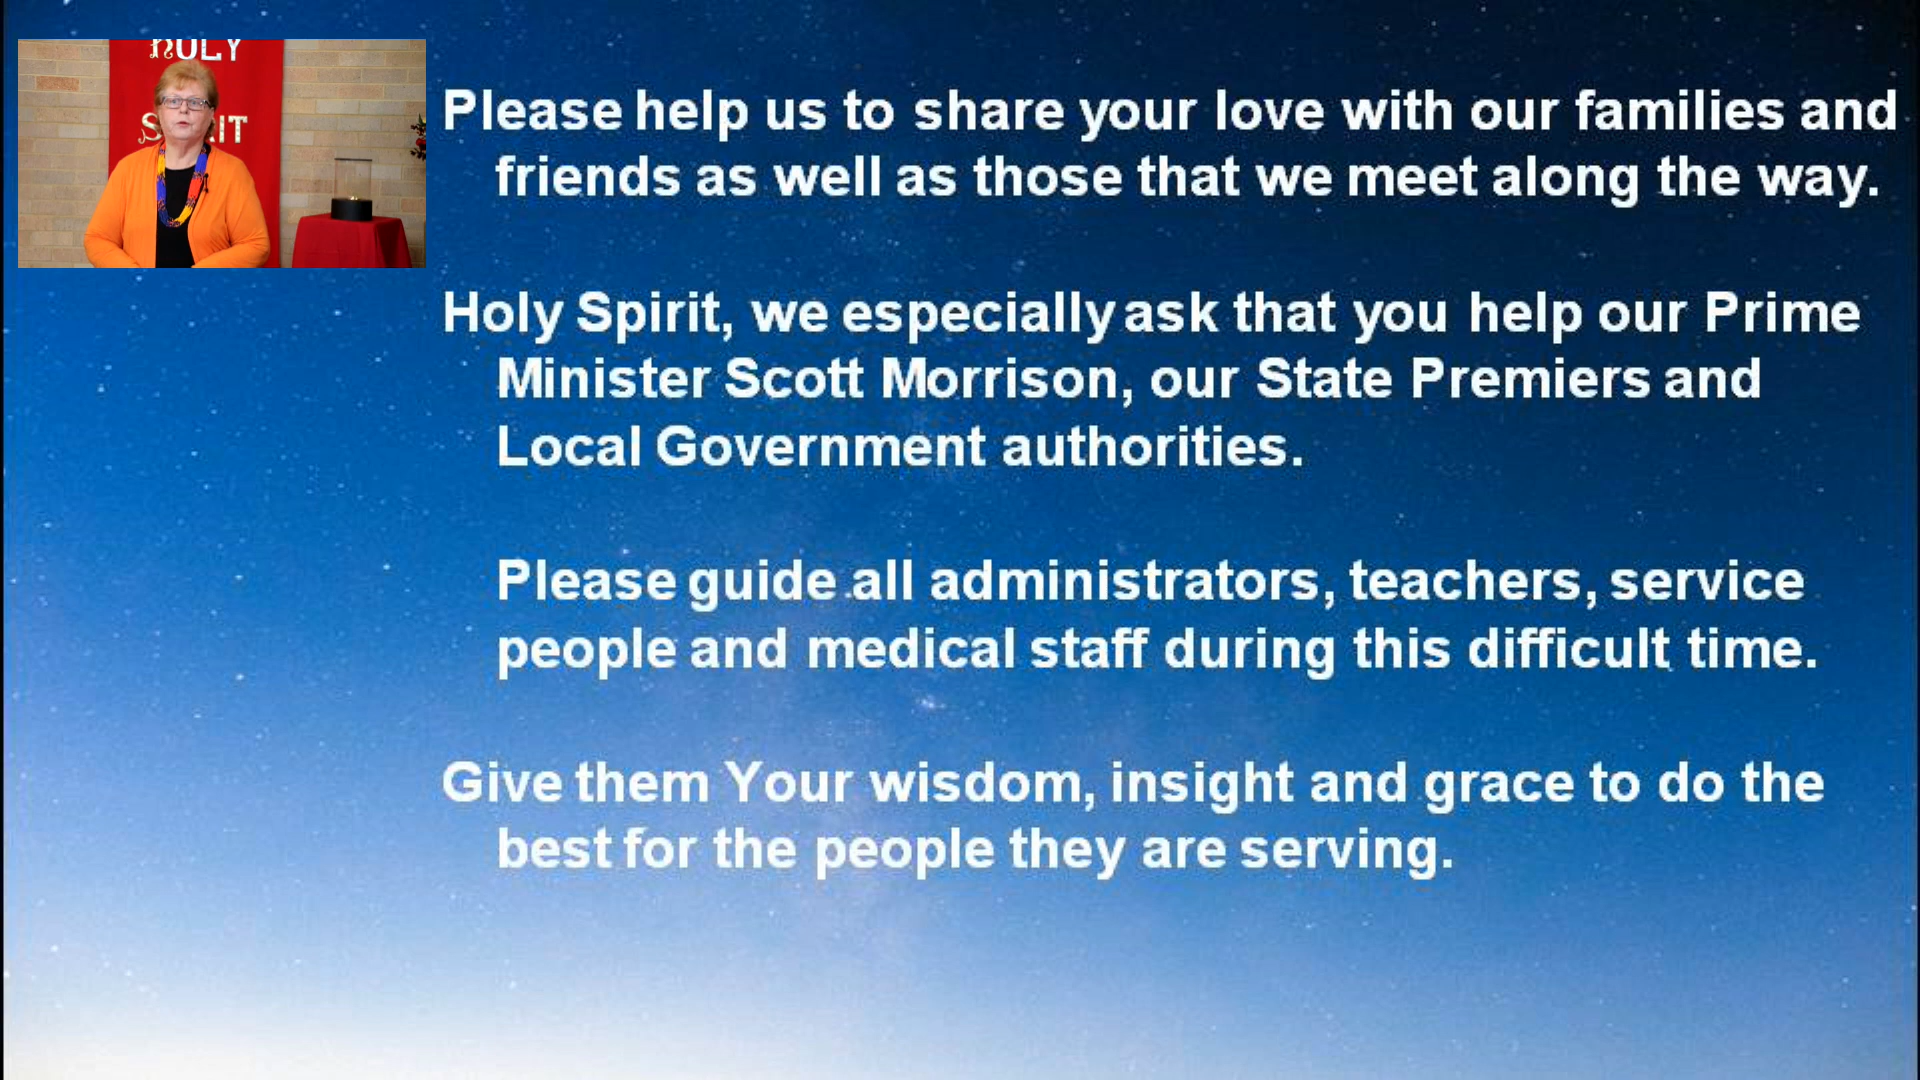 HOLY
Please help us to share your love with our families and
friends as well as those that we meet along the way.
Holy Spirit, we especially ask that you help our Prime
Minister Scott Morrison, our State Premiers and
Local Government authorities.
Please guide all administrators, teachers, service
people and medical staff during this difficult time.
Give them Your wisdom, insight and grace to do the
best for the people they are serving.